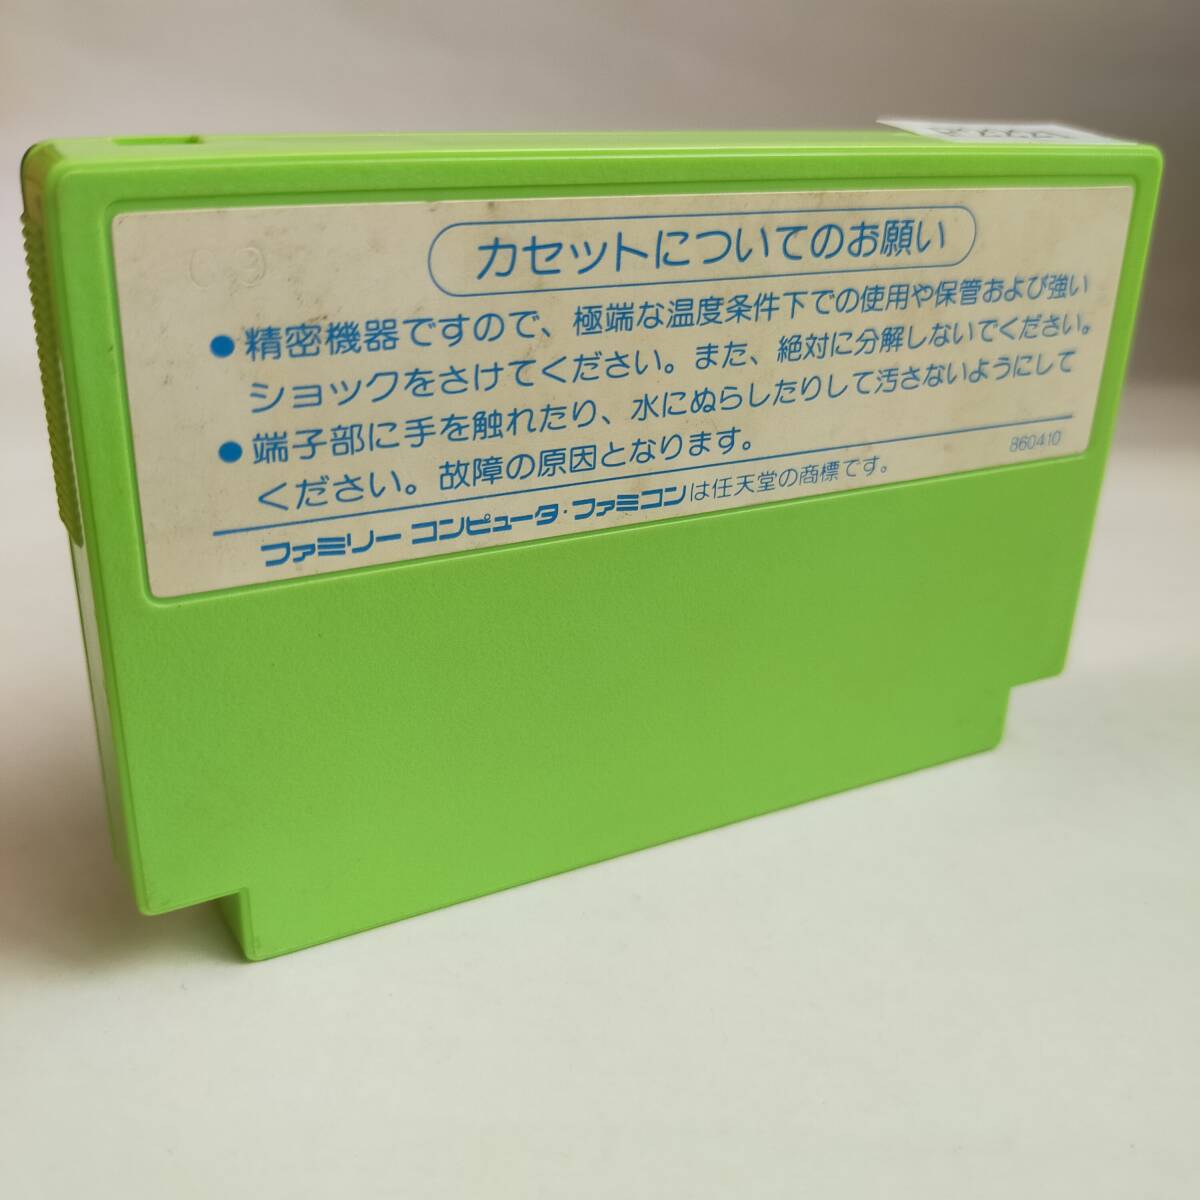 カセットについてのお願い
●精密機器ですので、極端な温度条件下での使用や保管および強い
ショックをさけてください。また、絶対に分解しないでください。
●端子部に手を触れたり、水にぬらしたりして汚さないようにして
ください。故障の原因となります。
860410
ファミリーコンピュータ・ファミコンは任天堂の商標です。